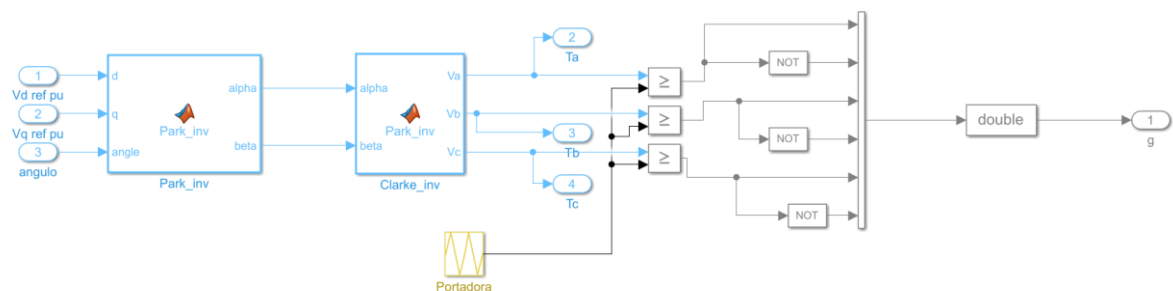 2
Ta
1
Vd ref pu
2
Vq ref pu
3
angulo
d
q
angle
Park_inv
alpha
beta
Park_inv
alpha
beta
Park_inv
Va
Vb
Vc
Clarke_inv
3
Tb
4
Tc
≥
≥
≥
NOT
NOT
NOT
double
1
g
Portadora